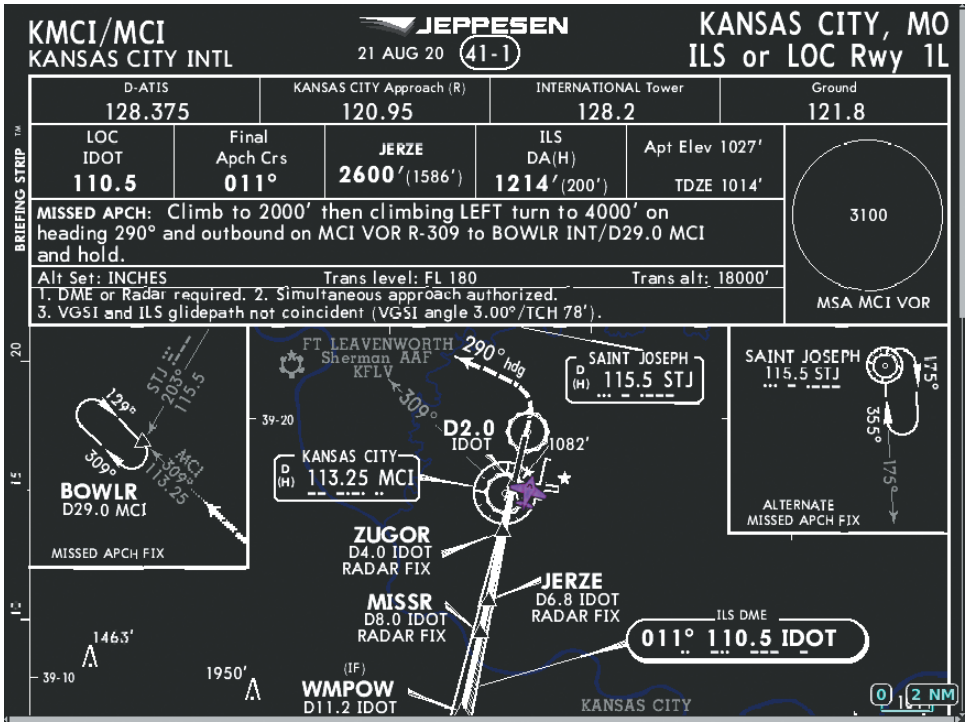 KMCI/MCI
KANSAS CITY INTL
JEPPESEN
21 AUG 20 41-1
KANSAS CITY, MO
ILS or LOC Rwy 1L
BRIEFING STRIP ™
D-ATIS
128.375
KANSAS CITY Approach (R)
120.95
INTERNATIONAL Tower
128.2
Ground
121.8
LOC
IDOT
110.5
Final
Apch Crs
011°
JERZE
2600'(1586')
ILS
DA(H)
1214'(200')
Apt Elev 1027'
TDZE 1014'
3100
MSA MCI VOR
MISSED APCH: Climb to 2000' then climbing LEFT turn to 4000' on
heading 290° and outbound on MCI VOR R-309 to BOWLR INT/D29.0 MCI
and hold.
Alt Set: INCHES Trans level: FL 180 Trans alt: 18000'
1. DME or Radar required. 2. Simultaneous approach authorized.
3. VGSI and ILS glidepath not coincident (VGSI angle 3.00°/TCH 78').
20
15
10
STJ
203°
115.5
129°
309°
MCI
309°
113.25
BOWLR
D29.0 MCI
MISSED APCH FIX
FT LEAVENWORTH
Sherman AAF
KFLV
290° hdg
309°
39-20
D
(H)
SAINT JOSEPH
115.5 STJ
SAINT JOSEPH
115.5 STJ
175°
355°
175°
ALTERNATE
MISSED APCH FIX
D2.0
IDOT
1082'
D
(H)
KANSAS CITY
113.25 MCI
ZUGOR
D4.0 IDOT
RADAR FIX
JERZE
D6.8 IDOT
RADAR FIX
MISSR
D8.0 IDOT
RADAR FIX
ILS DME
011° 110.5 IDOT
1463'
39-10
1950'
(IF)
WMPOW
D11.2 IDOT
KANSAS CITY
0 2 NM